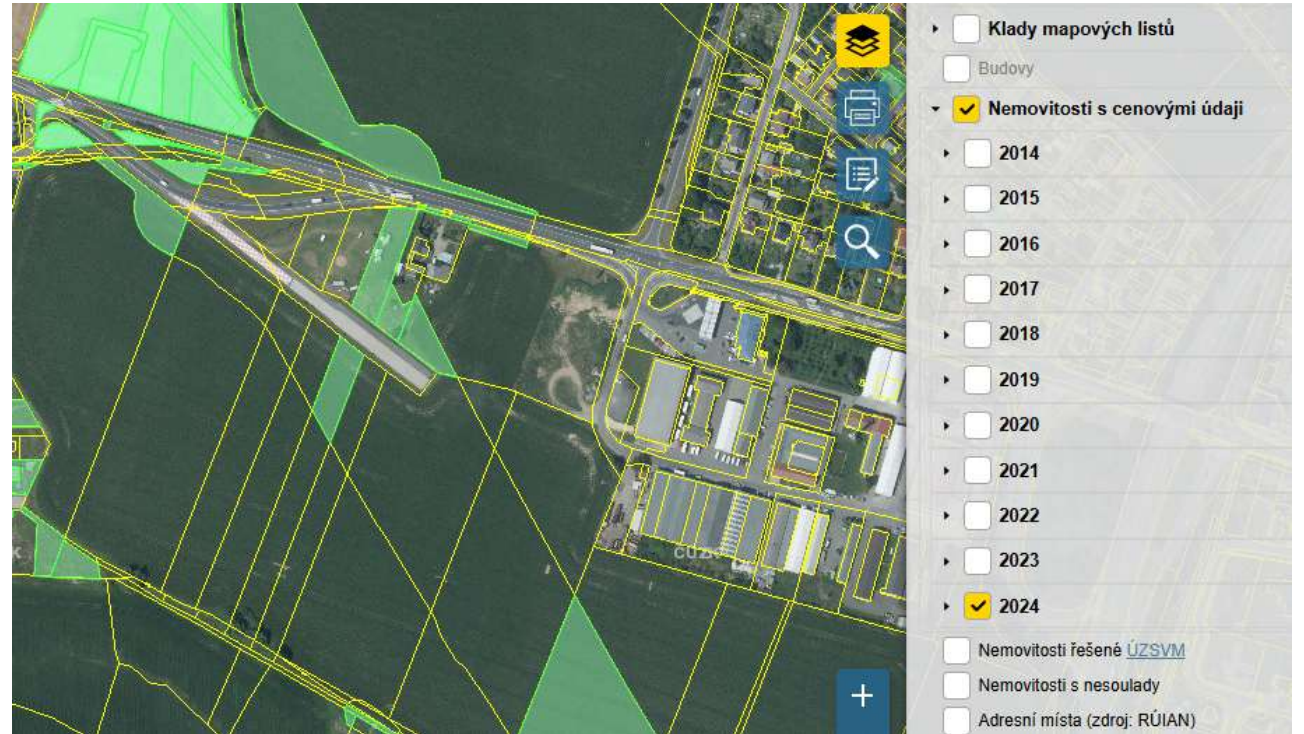 Klady mapových listů
Budovy
Nemovitosti s cenovými údaji
2014
2015
2016
2017
2018
2019
2020
2021
2022
2023
2024
Nemovitosti řešené ÚZSVM
Nemovitosti s nesoulady
Adresní místa (zdroj: RÚIAN)